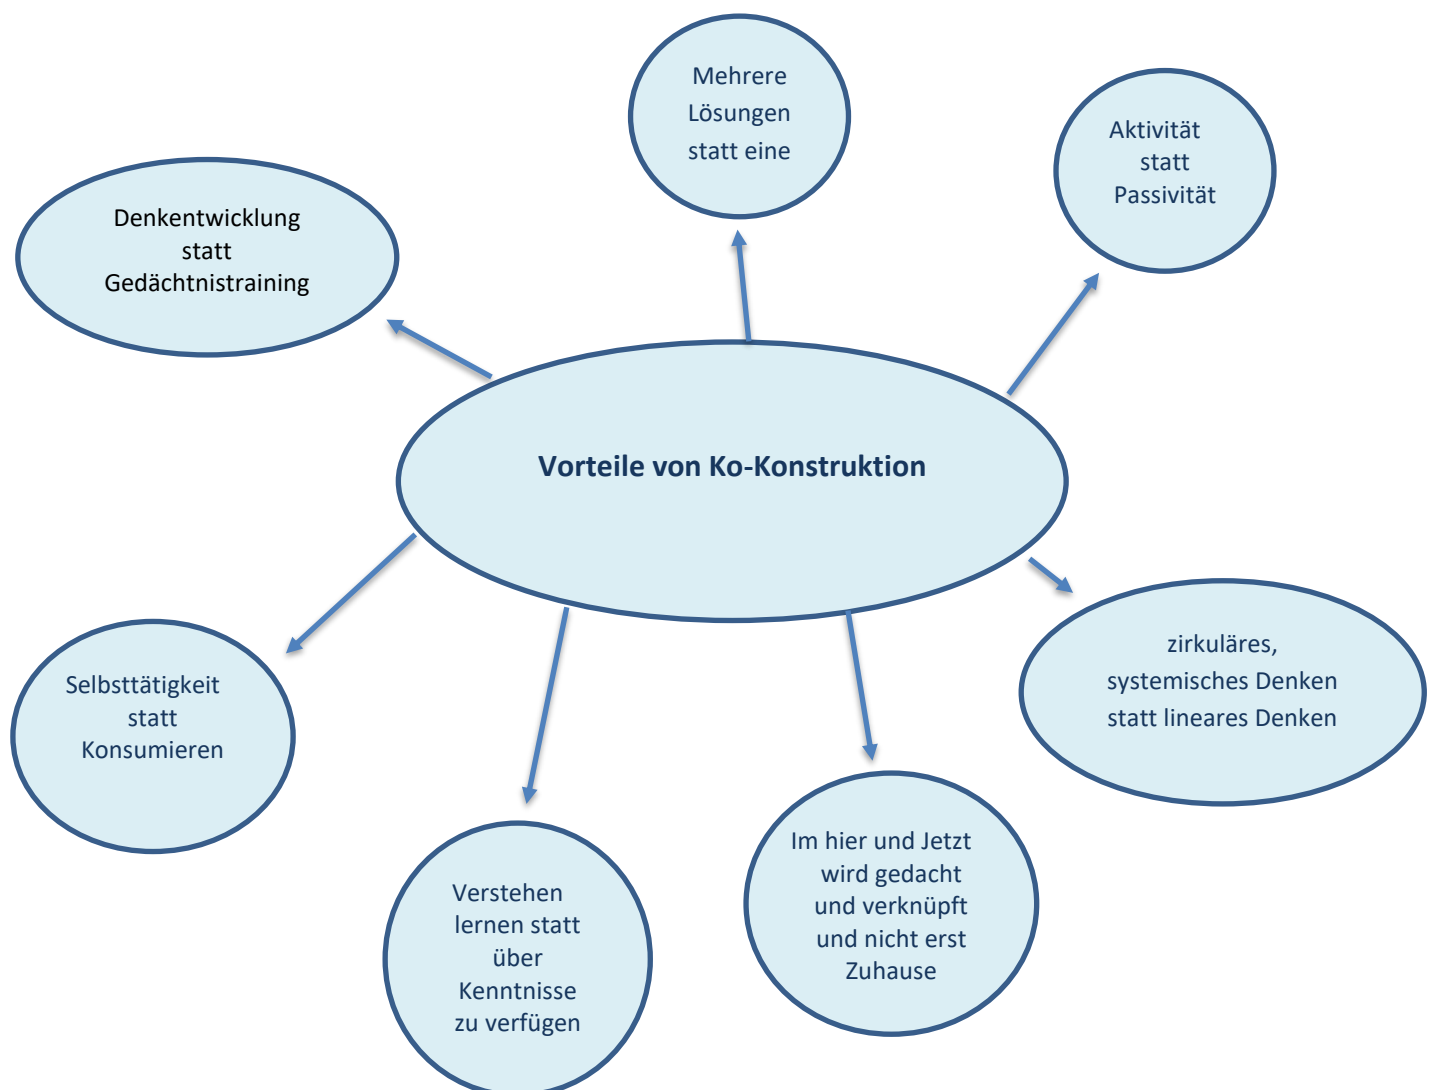 Mehrere
Lösungen
statt eine
Aktivität
statt
Passivität
Denkentwicklung
statt
Gedächtnistraining
Vorteile von Ko-Konstruktion
zirkuläres,
systemisches Denken
statt lineares Denken
Selbsttätigkeit
statt
Konsumieren
Im hier und Jetzt
wird gedacht
und verknüpft
und nicht erst
Zuhause
Verstehen
lernen statt
über
Kenntnisse
zu verfügen